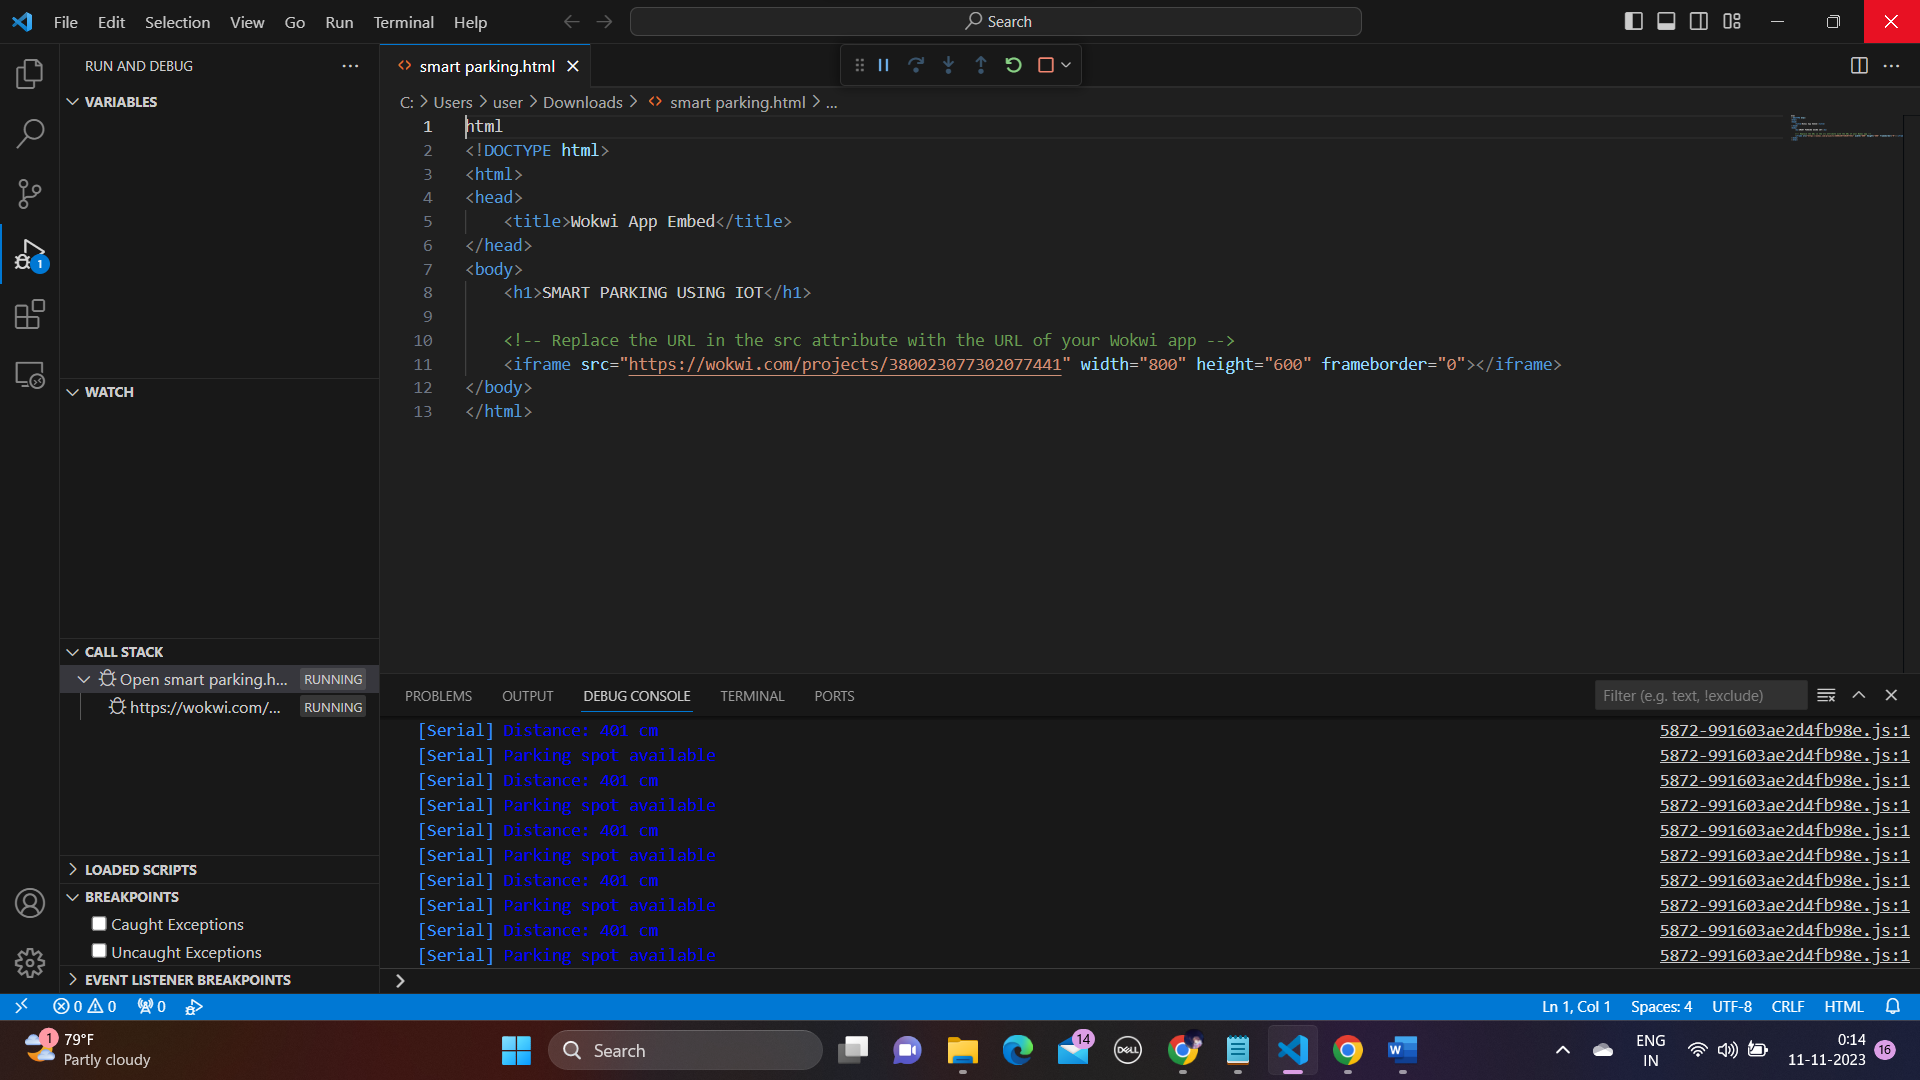 File Edit Selection View Go Run Terminal Help
Search
RUN AND DEBUG
smart parking.html
VARIABLES
C: > Users > user > Downloads > smart parking.html > ...
1 html
2 <!DOCTYPE html>
3 <html>
4 <head>
5 <title>Wokwi App Embed</title>
6 </head>
7 <body>
8 <h1>SMART PARKING USING IOT</h1>
9
10 <!-- Replace the URL in the src attribute with the URL of your Wokwi app -->
11 <iframe src="https://wokwi.com/projects/380023077302077441" width="800" height="600" frameborder="0"></iframe>
12 </body>
13 </html>
1
WATCH
CALL STACK
Open smart parking.h... RUNNING
https://wokwi.com/... RUNNING
LOADED SCRIPTS
BREAKPOINTS
Caught Exceptions
Uncaught Exceptions
EVENT LISTENER BREAKPOINTS
PROBLEMS OUTPUT DEBUG CONSOLE TERMINAL PORTS
Filter (e.g. text, !exclude)
[Serial] Distance: 401 cm 5872-991603ae2d4fb98e.js:1
[Serial] Parking spot available 5872-991603ae2d4fb98e.js:1
[Serial] Distance: 401 cm 5872-991603ae2d4fb98e.js:1
[Serial] Parking spot available 5872-991603ae2d4fb98e.js:1
[Serial] Distance: 401 cm 5872-991603ae2d4fb98e.js:1
[Serial] Parking spot available 5872-991603ae2d4fb98e.js:1
[Serial] Distance: 401 cm 5872-991603ae2d4fb98e.js:1
[Serial] Parking spot available 5872-991603ae2d4fb98e.js:1
[Serial] Distance: 401 cm 5872-991603ae2d4fb98e.js:1
[Serial] Parking spot available 5872-991603ae2d4fb98e.js:1
0 0 0
Ln 1, Col 1 Spaces: 4 UTF-8 CRLF HTML
1 79°F
Partly cloudy
Search
14
DELL
W
ENG
IN
0:14
11-11-2023
16